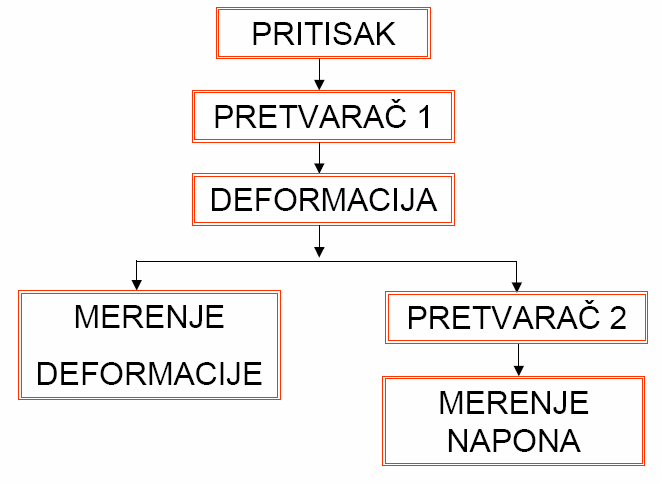 PRITISAK
PRETVARAČ 1
DEFORMACIJA
MERENJE
DEFORMACIJE
PRETVARAČ 2
MERENJE
NAPONA